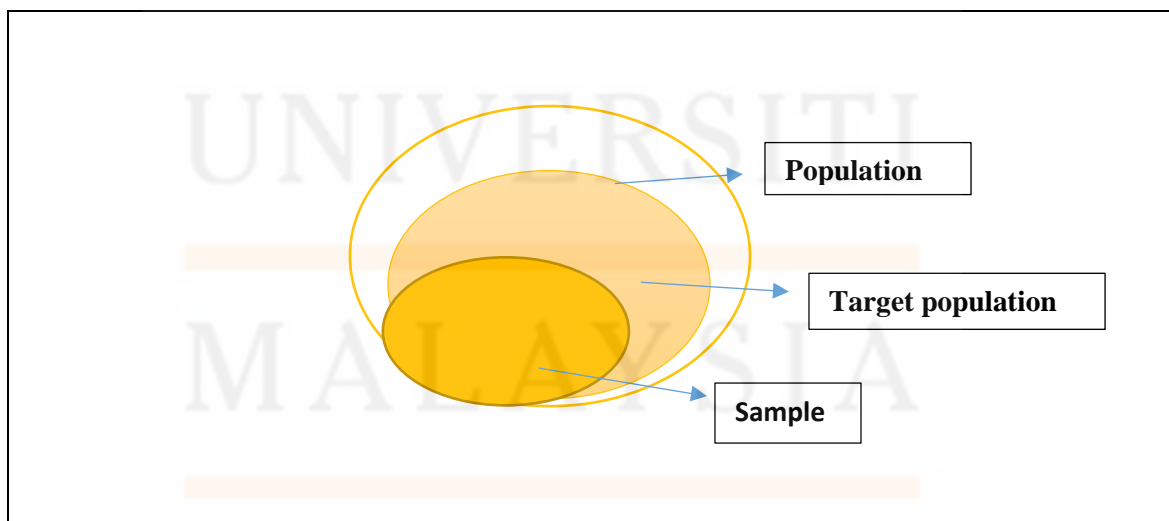 UNIVERSITI
Population
Target population
MALAYSIA
Sample